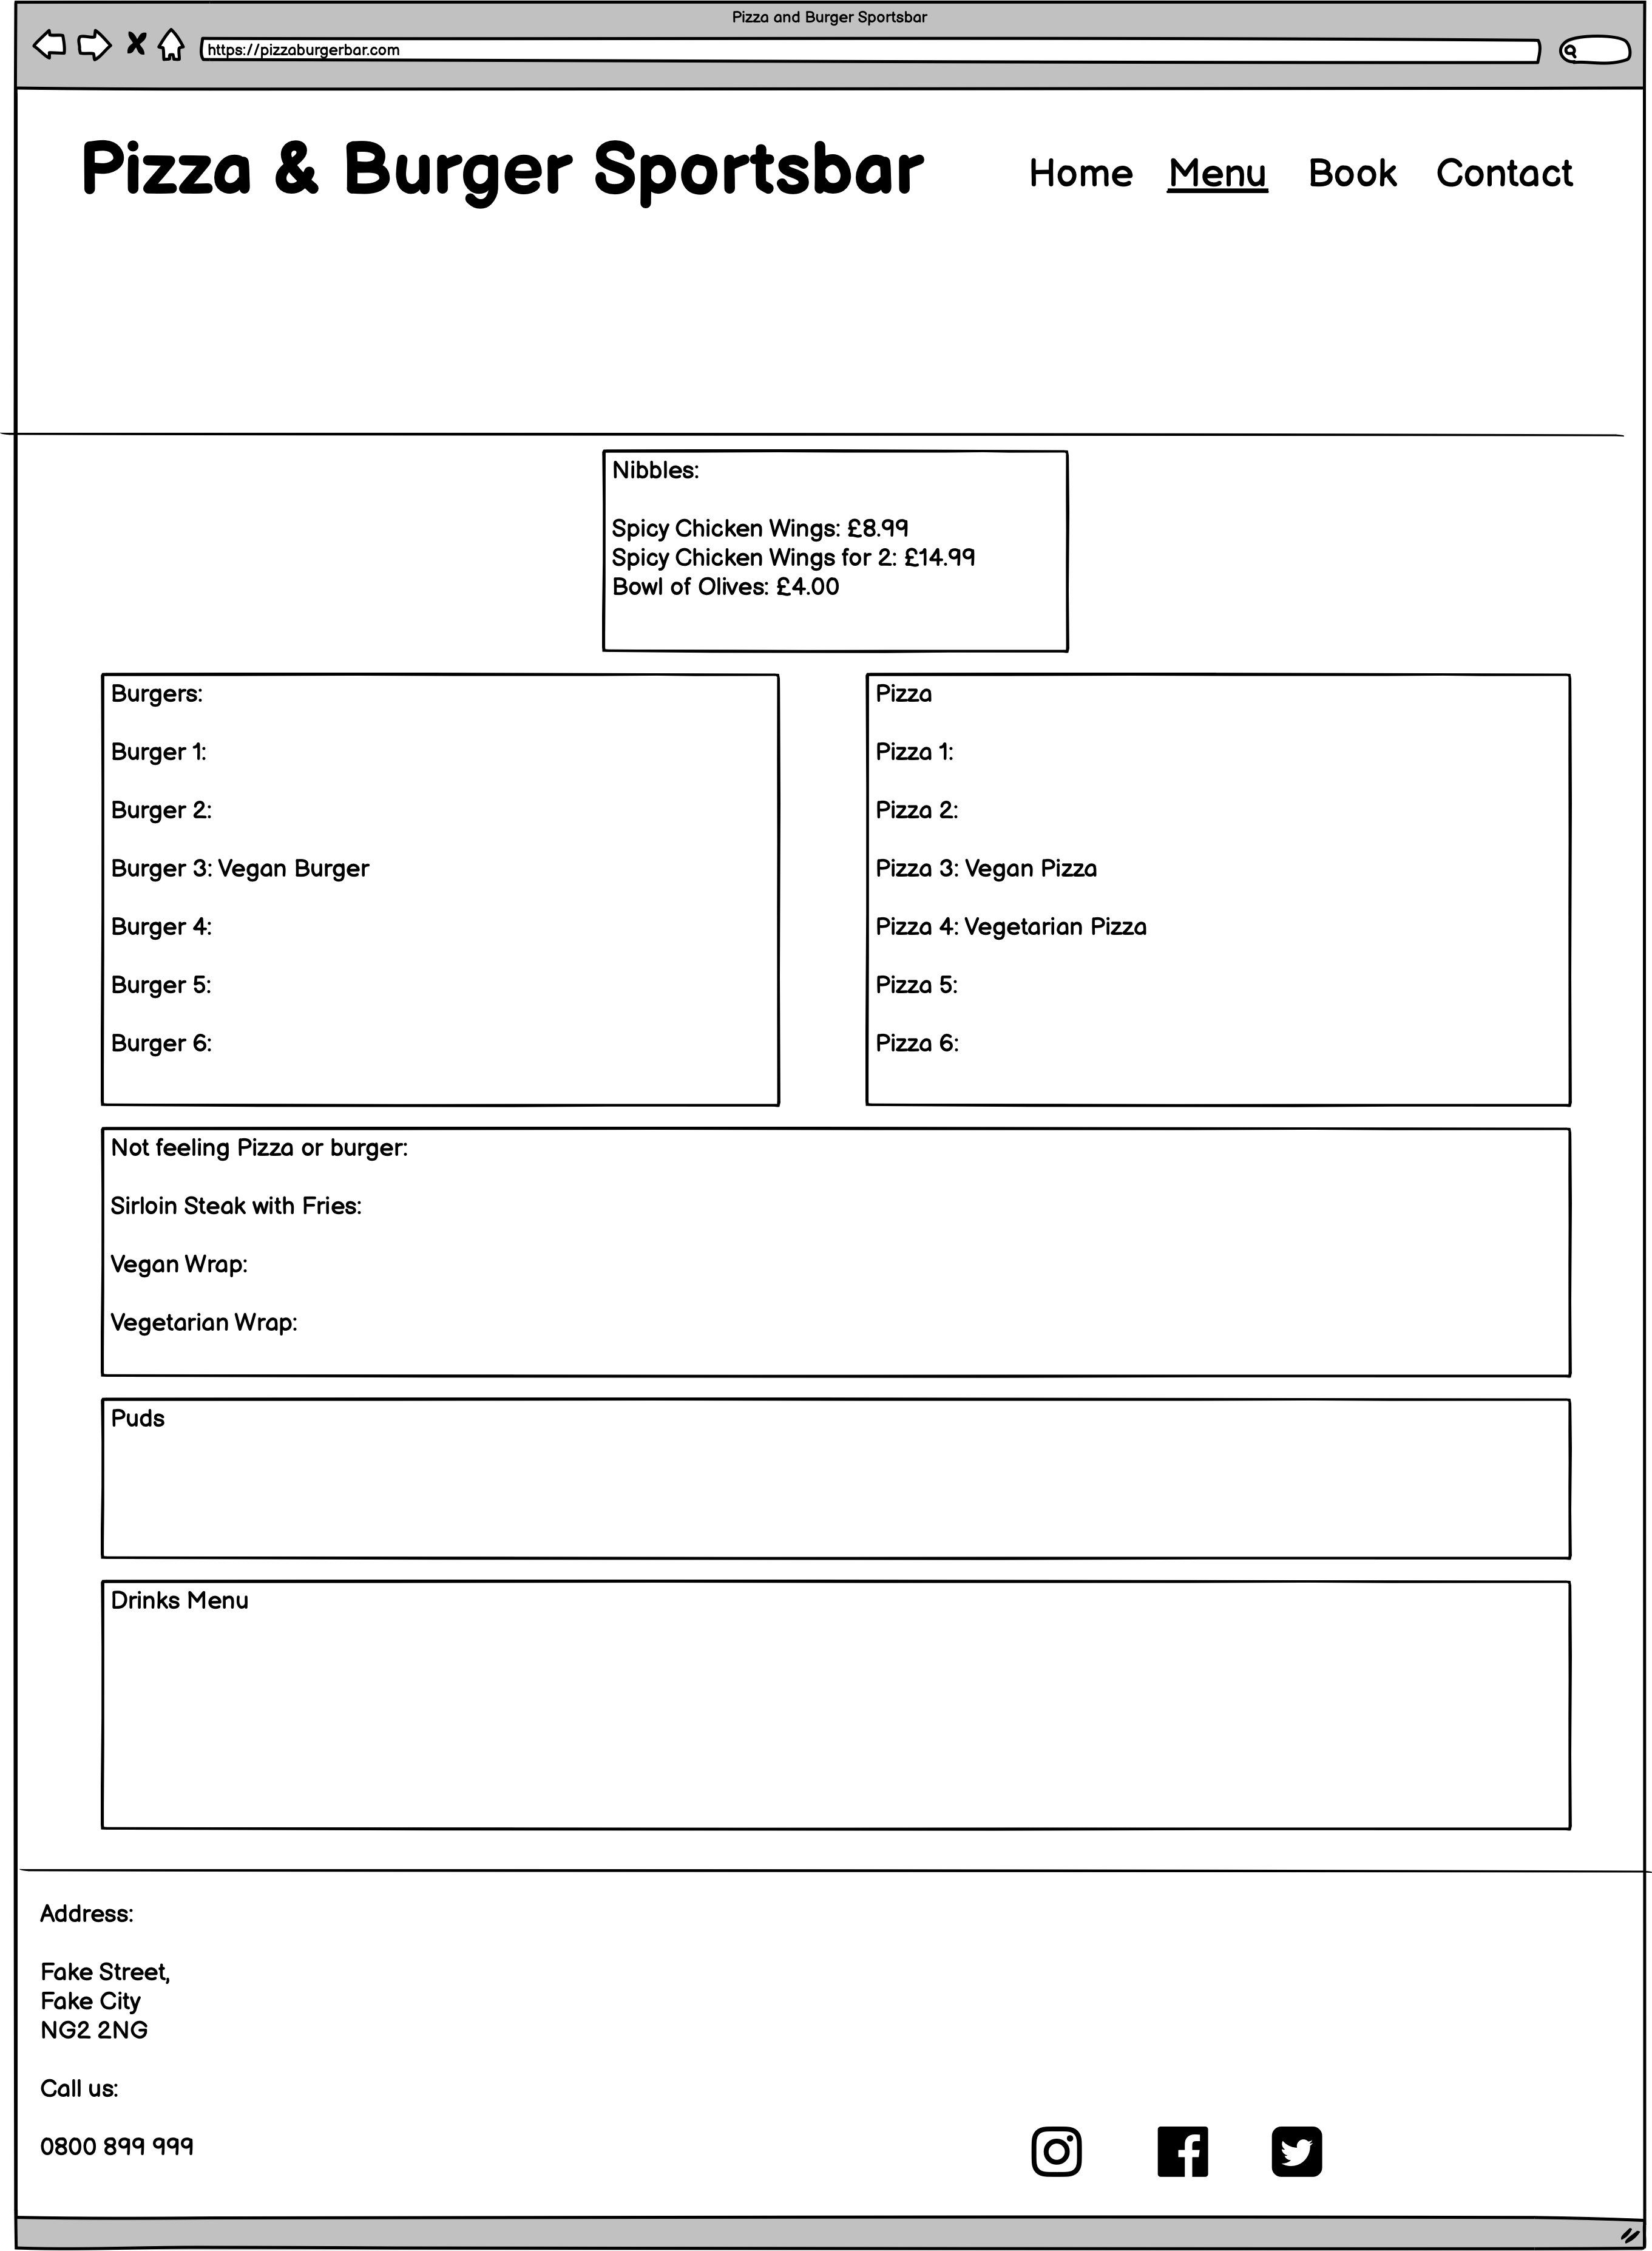 Pizza and Burger Sportsbar
https://pizzaburgerbar.com
Pizza & Burger Sportsbar
Home Menu Book Contact
Nibbles:
Spicy Chicken Wings: £8.99
Spicy Chicken Wings for 2: £14.99
Bowl of Olives: £4.00
Burgers:
Burger 1:
Burger 2:
Burger 3: Vegan Burger
Burger 4:
Burger 5:
Burger 6:
Pizza
Pizza 1:
Pizza 2:
Pizza 3: Vegan Pizza
Pizza 4: Vegetarian Pizza
Pizza 5:
Pizza 6:
Not feeling Pizza or burger:
Sirloin Steak with Fries:
Vegan Wrap:
Vegetarian Wrap:
Puds
Drinks Menu
Address:
Fake Street,
Fake City
NG2 2NG
Call us:
0800 899 999